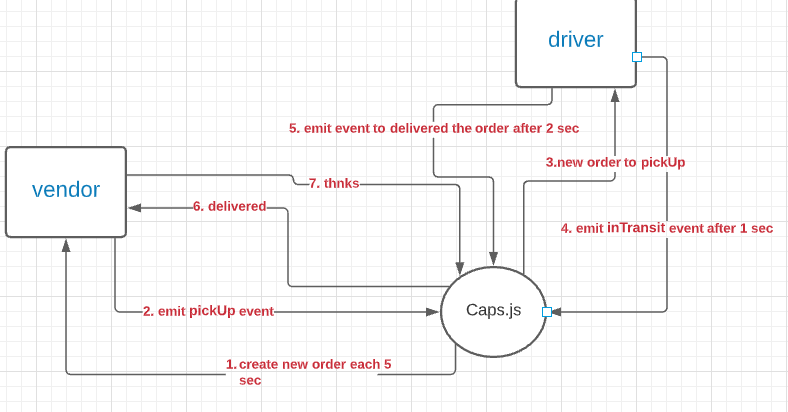 driver
5. emit event to delivered the order after 2 sec
3.new order to pickUp
vendor
7. thnks
6. delivered
4. emit inTransit event after 1 sec
2. emit pickUp event
Caps.js
1. create new order each 5
sec